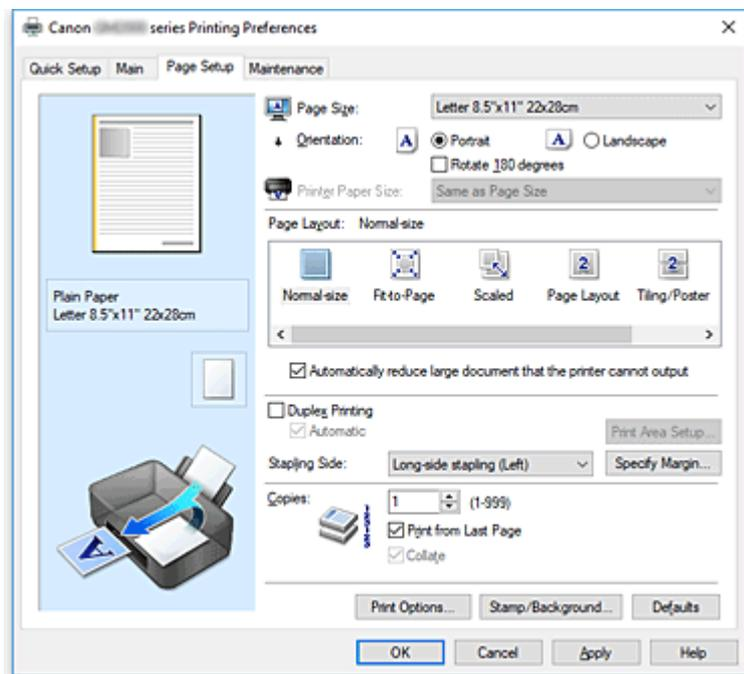 Canon series Printing Preferences
Quick Setup Main Page Setup Maintenance
Page Size: Letter 8.5"x11" 22x28cm
Orientation: A Portrait A Landscape
Rotate 180 degrees
Printer Paper Size: Same as Page Size
Page Layout: Normal-size
2 2
Normal-size Fit-to-Page Scaled Page Layout Tiling/Poster
Plain Paper
Letter 8.5"x11" 22x28cm
Automatically reduce large document that the printer cannot output
Duplex Printing
Automatic
Print Area Setup...
Stapling Side: Long-side stapling (Left) Specify Margin...
Copies: 1 (1-999)
Print from Last Page
Collate
A
Print Options... Stamp/Background... Defaults
OK Cancel Apply Help